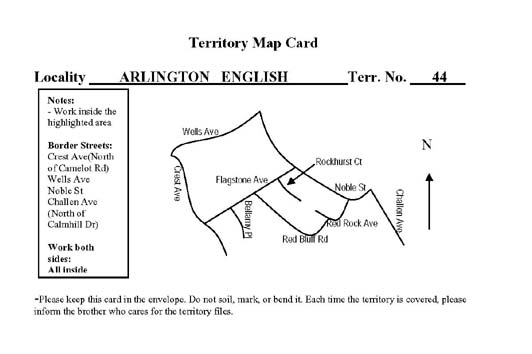 Territory Map Card
Locality ARLINGTON ENGLISH Terr. No. 44
Notes:
- Work inside the
highlighted area
Border Streets:
Crest Ave(North
of Camelot Rd)
Wells Ave
Noble St
Challen Ave
(North of
Calmhill Dr)
Work both
sides:
All inside
Wells Ave
Crest Ave
Flagstone Ave
Rockhurst Ct
Noble St
Bellamy Pl
Red Rock Ave
Red Bluff Rd
Challon Ave
N
-Please keep this card in the envelope. Do not soil, mark, or bend it. Each time the territory is covered, please
inform the brother who cares for the territory files.